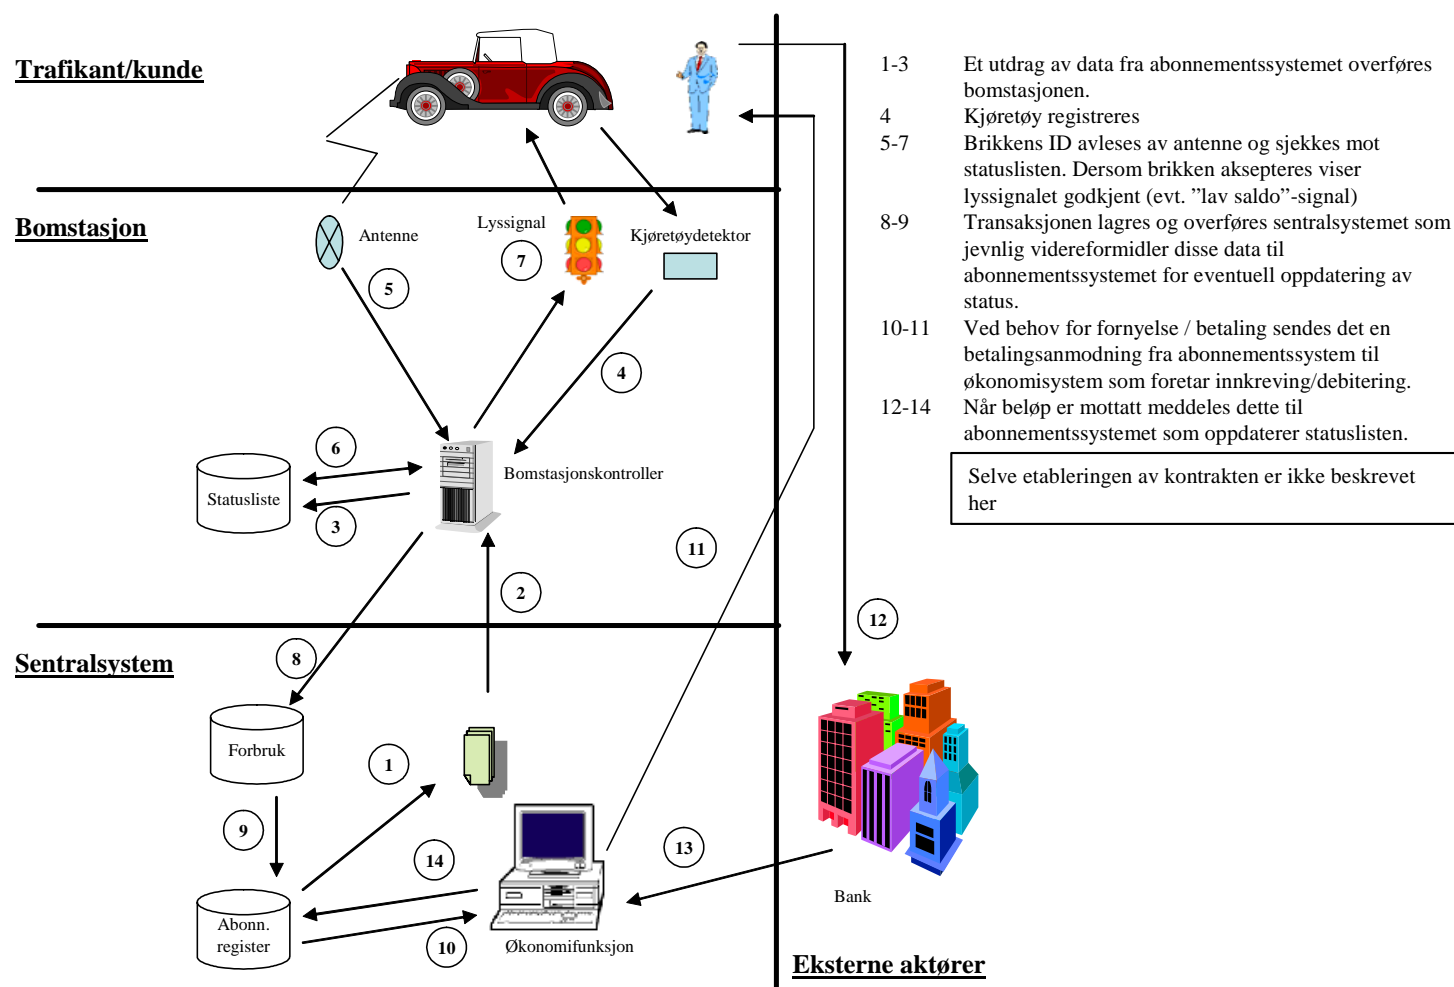 Trafikant/kunde
Bomstasjon
Antenne
Lyssignal
Kjøretøydetektor
7
5
4
6
Statusliste
3
Bomstasjonskontroller
11
2
12
8
Sentralsystem
Forbruk
1
9
14
13
Abonn.
register
10
Økonomifunksjon
Bank
Eksterne aktører
1-3 Et utdrag av data fra abonnementssystemet overføres
bomstasjonen.
4 Kjøretøy registreres
5-7 Brikkens ID avleses av antenne og sjekkes mot
statuslisten. Dersom brikken aksepteres viser
lyssignalet godkjent (evt. ”lav saldo”-signal)
8-9 Transaksjonen lagres og overføres sentralsystemet som
jevnlig videreformidler disse data til
abonnementssystemet for eventuell oppdatering av
status.
10-11 Ved behov for fornyelse / betaling sendes det en
betalingsanmodning fra abonnementssystem til
økonomisystem som foretar innkreving/debitering.
12-14 Når beløp er mottatt meddeles dette til
abonnementssystemet som oppdaterer statuslisten.
Selve etableringen av kontrakten er ikke beskrevet
her